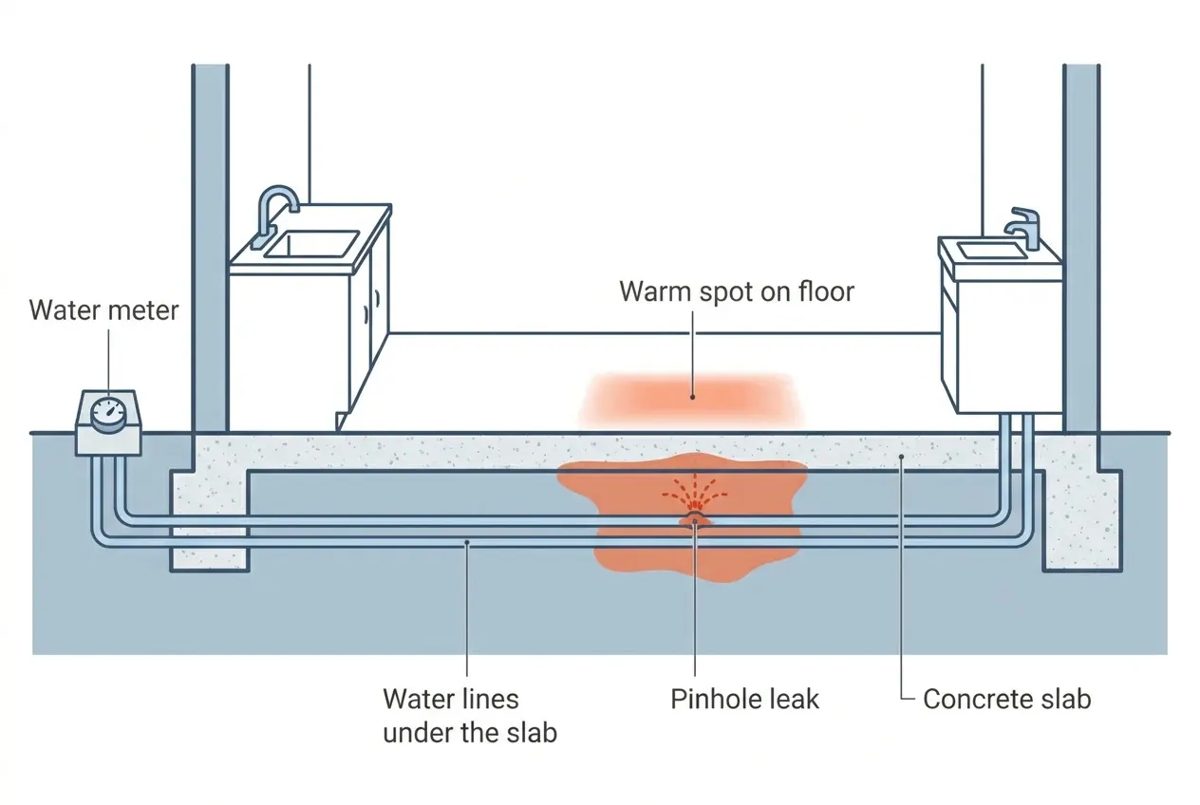 Warm spot on floor
Water meter
Water lines
under the slab
Pinhole leak
Concrete slab